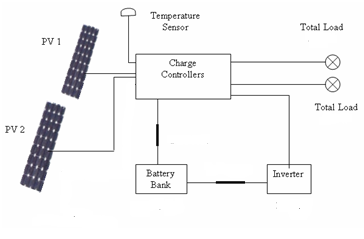 Temperature
Sensor
Total Load
PV 1
Charge
Controllers
Total Load
PV 2
Battery
Bank
Inverter